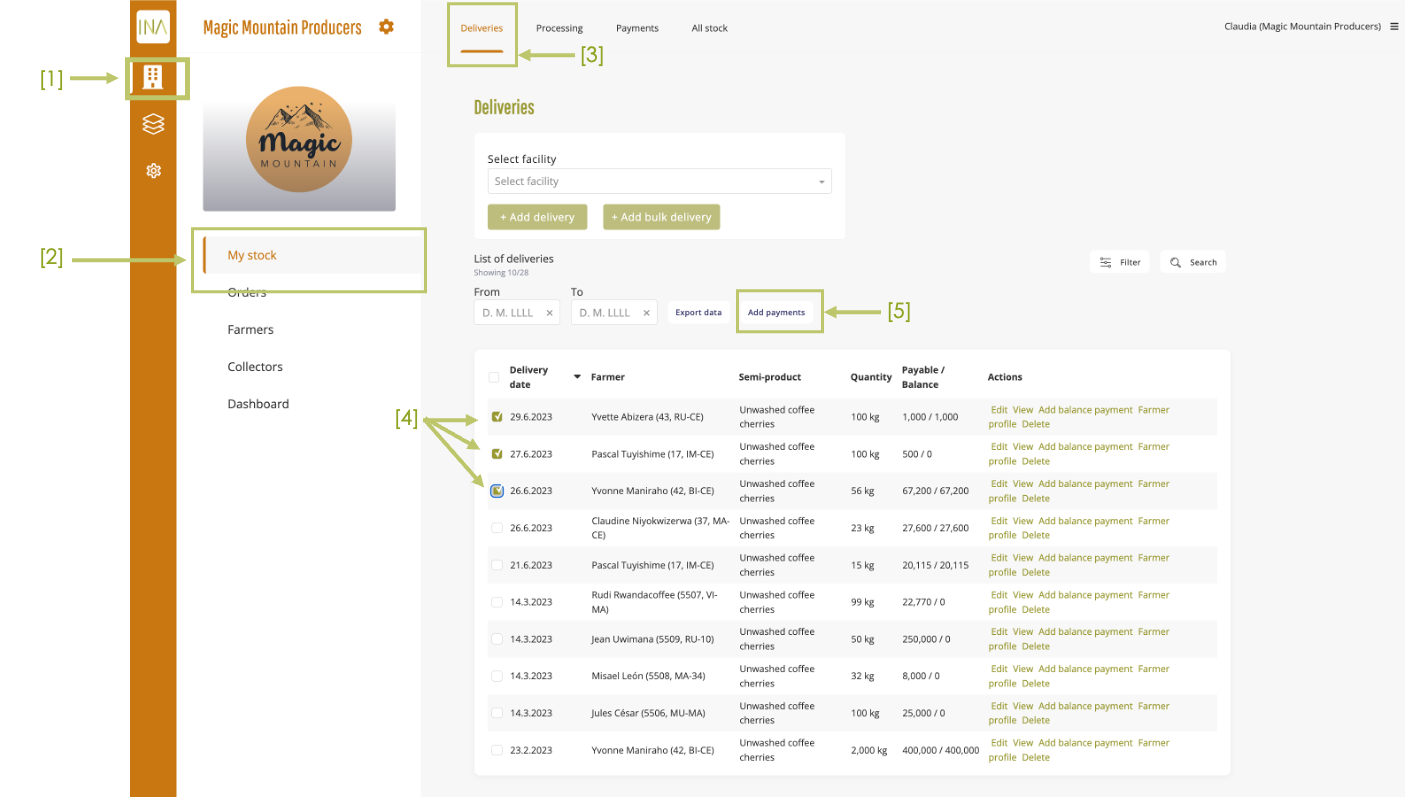 INA
Magic Mountain Producers
Deliveries
Processing
Payments
All stock
Claudia (Magic Mountain Producers)
[1]
[3]
Magic
MOUNTAIN
[2]
My stock
Orders
Farmers
Collectors
Dashboard
Deliveries
Select facility
Select facility
+ Add delivery
+ Add bulk delivery
List of deliveries
Showing 10/28
Filter
Search
From
To
D. M. LLLL ×
D. M. LLLL ×
Export data
Add payments
[5]
[4]
Delivery date Farmer Semi-product Quantity Payable / Balance Actions
29.6.2023 Yvette Abizera (43, RU-CE) Unwashed coffee cherries 100 kg 1,000 / 1,000 Edit View Add balance payment Farmer profile Delete
27.6.2023 Pascal Tuyishime (17, IM-CE) Unwashed coffee cherries 100 kg 500 / 0 Edit View Add balance payment Farmer profile Delete
26.6.2023 Yvonne Maniraho (42, BI-CE) Unwashed coffee cherries 56 kg 67,200 / 67,200 Edit View Add balance payment Farmer profile Delete
26.6.2023 Claudine Niyokwizerwa (37, MA-CE) Unwashed coffee cherries 23 kg 27,600 / 27,600 Edit View Add balance payment Farmer profile Delete
21.6.2023 Pascal Tuyishime (17, IM-CE) Unwashed coffee cherries 15 kg 20,115 / 20,115 Edit View Add balance payment Farmer profile Delete
14.3.2023 Rudi Rwandacoffee (5507, VI-MA) Unwashed coffee cherries 99 kg 22,770 / 0 Edit View Add balance payment Farmer profile Delete
14.3.2023 Jean Uwimana (5509, RU-10) Unwashed coffee cherries 50 kg 250,000 / 0 Edit View Add balance payment Farmer profile Delete
14.3.2023 Misael León (5508, MA-34) Unwashed coffee cherries 32 kg 8,000 / 0 Edit View Add balance payment Farmer profile Delete
14.3.2023 Jules César (5506, MU-MA) Unwashed coffee cherries 100 kg 25,000 / 0 Edit View Add balance payment Farmer profile Delete
23.2.2023 Yvonne Maniraho (42, BI-CE) Unwashed coffee cherries 2,000 kg 400,000 / 400,000 Edit View Add balance payment Farmer profile Delete